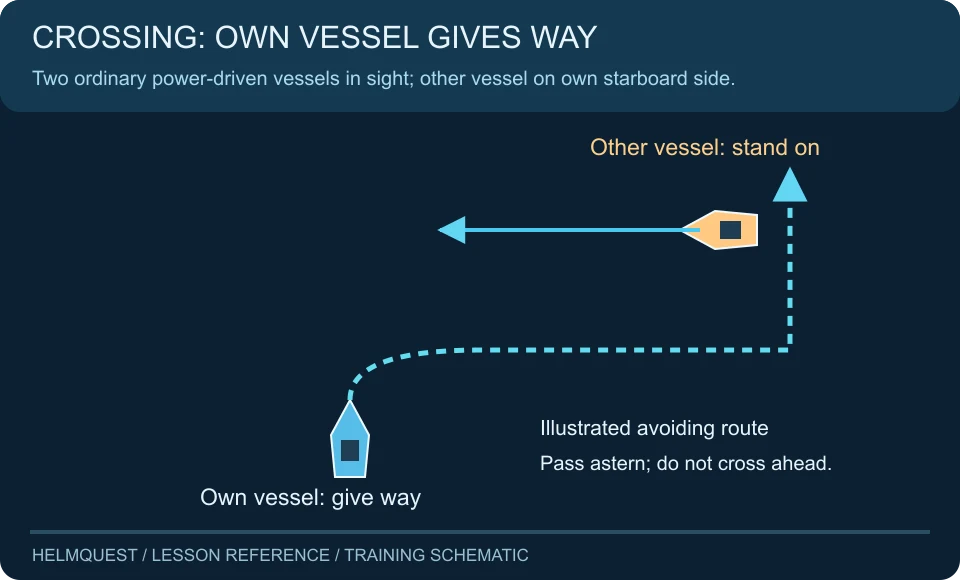 CROSSING: OWN VESSEL GIVES WAY
Two ordinary power-driven vessels in sight; other vessel on own starboard side.
Other vessel: stand on
Illustrated avoiding route
Pass astern; do not cross ahead.
Own vessel: give way
HELMQUEST / LESSON REFERENCE / TRAINING SCHEMATIC